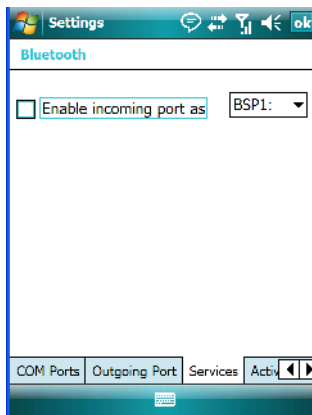 Settings
ok
Bluetooth
Enable incoming port as
BSP1:
COM Ports Outgoing Port Services Activ